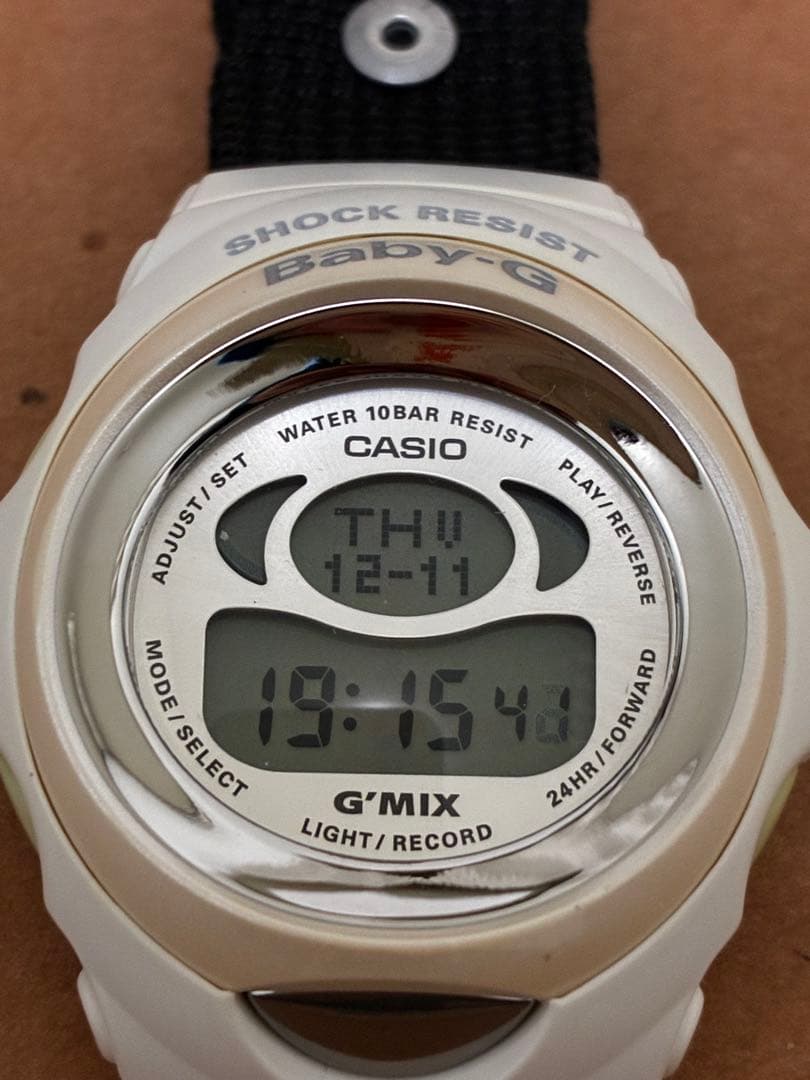 SHOCK RESIST
Baby-G
WATER 10BAR RESIST
CASIO
ADJUST/SET
PLAY/REVERSE
THU
12-11
19:15 41
MODE/SELECT
24HR/FORWARD
G'MIX
LIGHT/RECORD